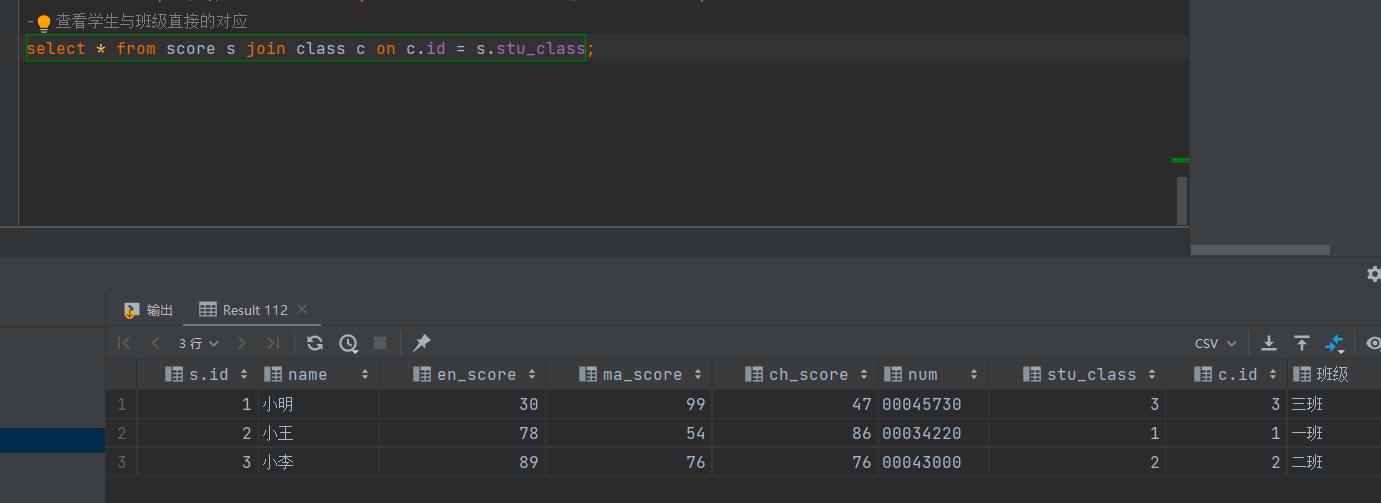 -查看学生与班级直接的对应
select * from score s join class c on c.id = s.stu_class;
输出 Result 112
3 行 CSV
s.id name en_score ma_score ch_score num stu_class c.id 班级
1 1 小明 30 99 47 00045730 3 3 三班
2 2 小王 78 54 86 00034220 1 1 一班
3 3 小李 89 76 76 00043000 2 2 二班